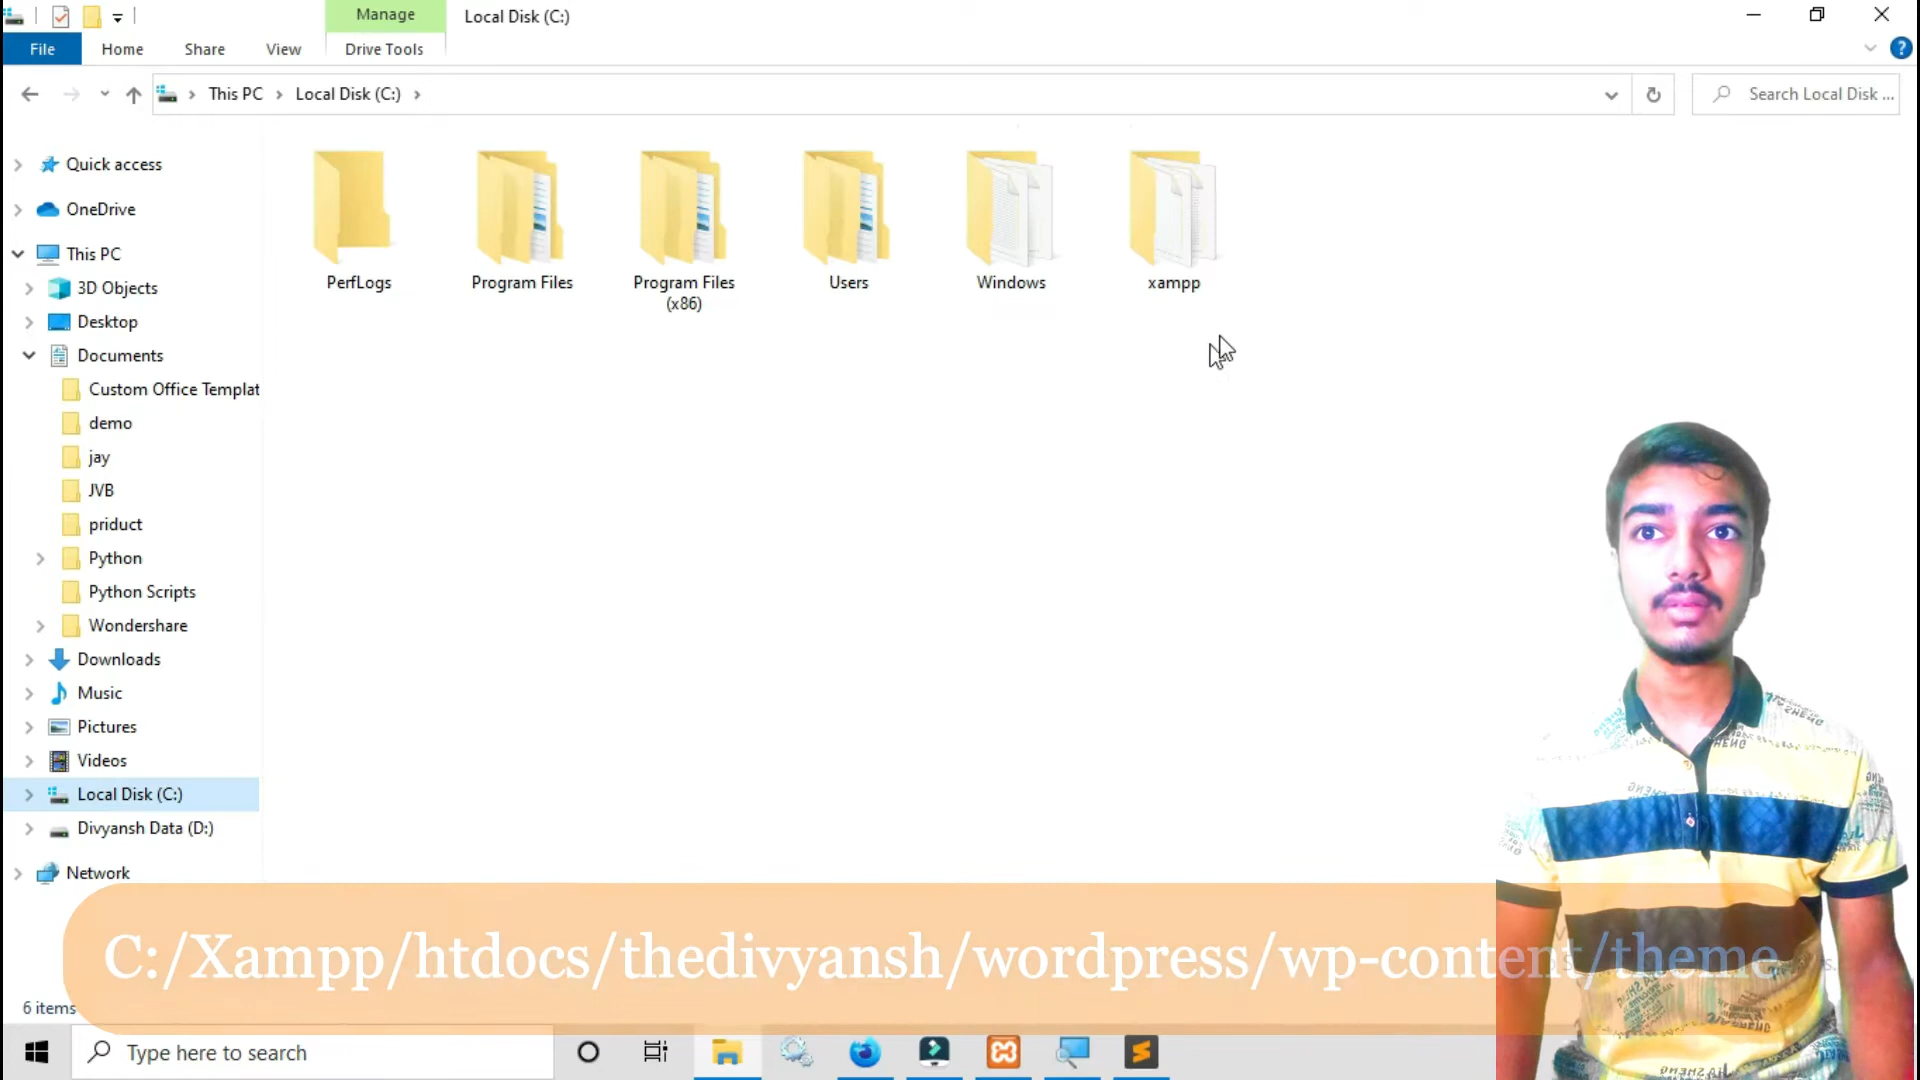 Manage
Local Disk (C:)
File
Home
Share
View
Drive Tools
?
This PC
Local Disk (C:)
Search Local Disk ...
Quick access
OneDrive
This PC
3D Objects
Desktop
Documents
Custom Office Templat
demo
jay
JVB
priduct
Python
Python Scripts
Wondershare
Downloads
Music
Pictures
Videos
Local Disk (C:)
Divyansh Data (D:)
Network
PerfLogs
Program Files
Program Files
(x86)
Users
Windows
xampp
C:/Xampp/htdocs/thedivyansh/wordpress/wp-content/theme
6 items
Type here to search